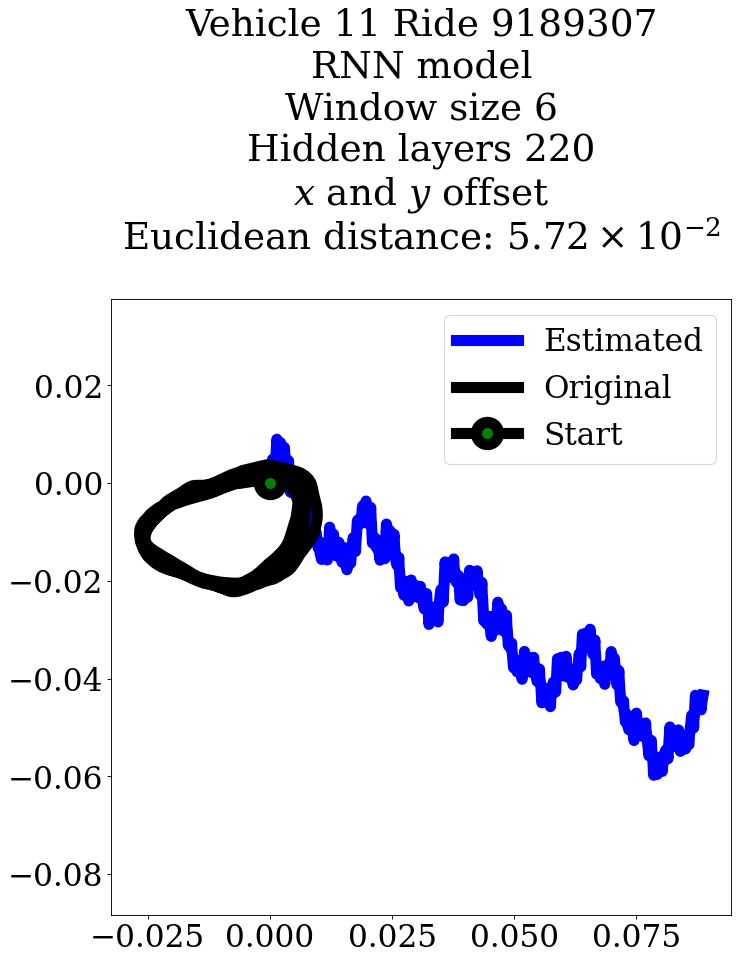 Vehicle 11 Ride 9189307
RNN model
Window size 6
Hidden layers 220
x and y offset
Euclidean distance: 5.72 × 10⁻²
Estimated
Original
Start
0.02
0.00
−0.02
−0.04
−0.06
−0.08
−0.025 0.000 0.025 0.050 0.075